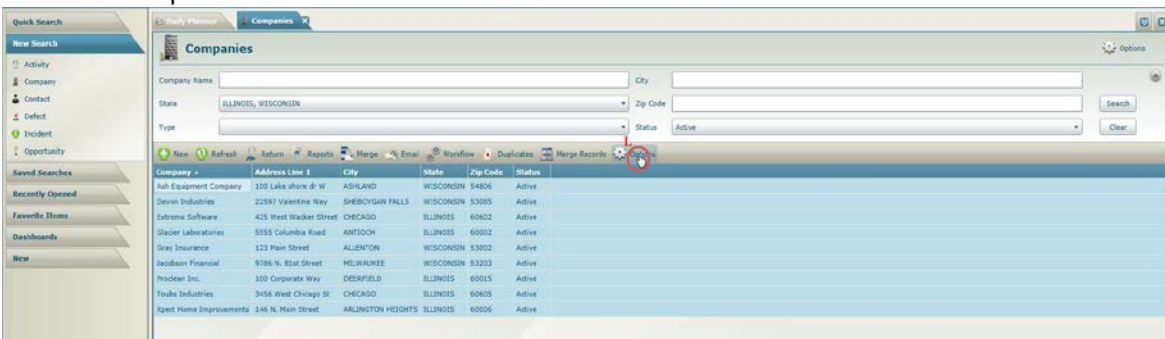 Quick Search
Daily Planner Companies X
New Search
Companies
Options
Activity
Company
Contact
Defect
Incident
Opportunity
Saved Searches
Recently Opened
Favorite Items
Dashboards
New
Company Name City
State ILLINOIS, WISCONSIN Zip Code Search
Type Status Active Clear
New Refresh Return Reports Merge Email Workflow Duplicates Merge Records Options
Company Address Line 1 City State Zip Code Status
Ash Equipment Company 100 Lake shore dr W ASHLAND WISCONSIN 54806 Active
Devon Industries 22597 Valentine Way SHEBOYGAN FALLS WISCONSIN 53085 Active
Extreme Software 425 West Wacker Street CHICAGO ILLINOIS 60602 Active
Glacier Laboratories 5555 Columbia Road ANTIOCH ILLINOIS 60002 Active
Gray Insurance 123 Main Street ALLENTON WISCONSIN 53002 Active
Jacobson Financial 9786 N. 81st Street MILWAUKEE WISCONSIN 53203 Active
Proclean Inc. 100 Corporate Way DEERFIELD ILLINOIS 60015 Active
Toubs Industries 3456 West Chicago St CHICAGO ILLINOIS 60605 Active
Xpert Home Improvements 146 N. Main Street ARLINGTON HEIGHTS ILLINOIS 60006 Active